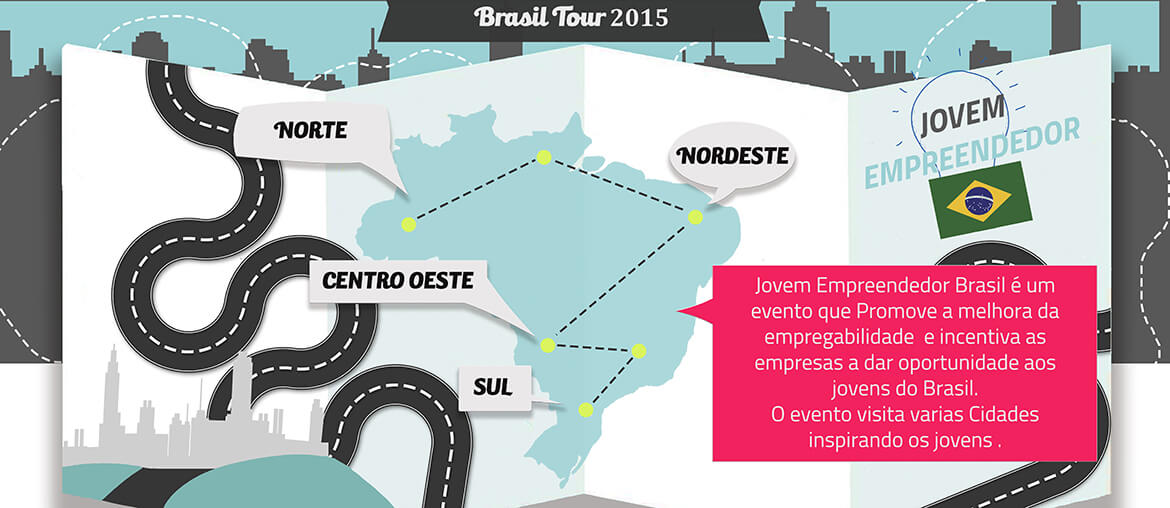 Brasil Tour 2015
NORTE
NORDESTE
CENTRO OESTE
SUL
JOVEM
EMPREENDEDOR
Jovem Empreendedor Brasil é um
evento que Promove a melhora da
empregabilidade  e incentiva as
empresas a dar oportunidade aos
jovens do Brasil.
O evento visita varias Cidades
inspirando os jovens .